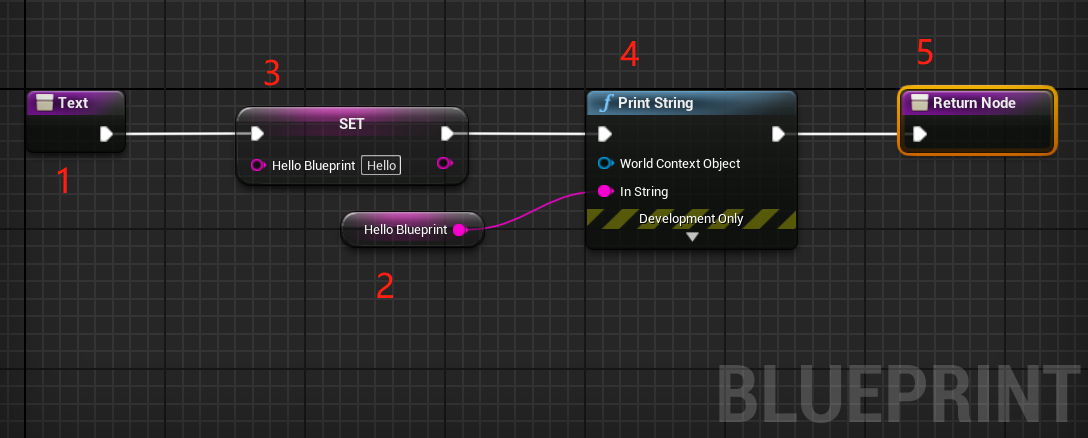 3
4
5
Text
SET
Print String
Return Node
Hello Blueprint Hello
World Context Object
1
In String
Development Only
Hello Blueprint
2
BLUEPRINT